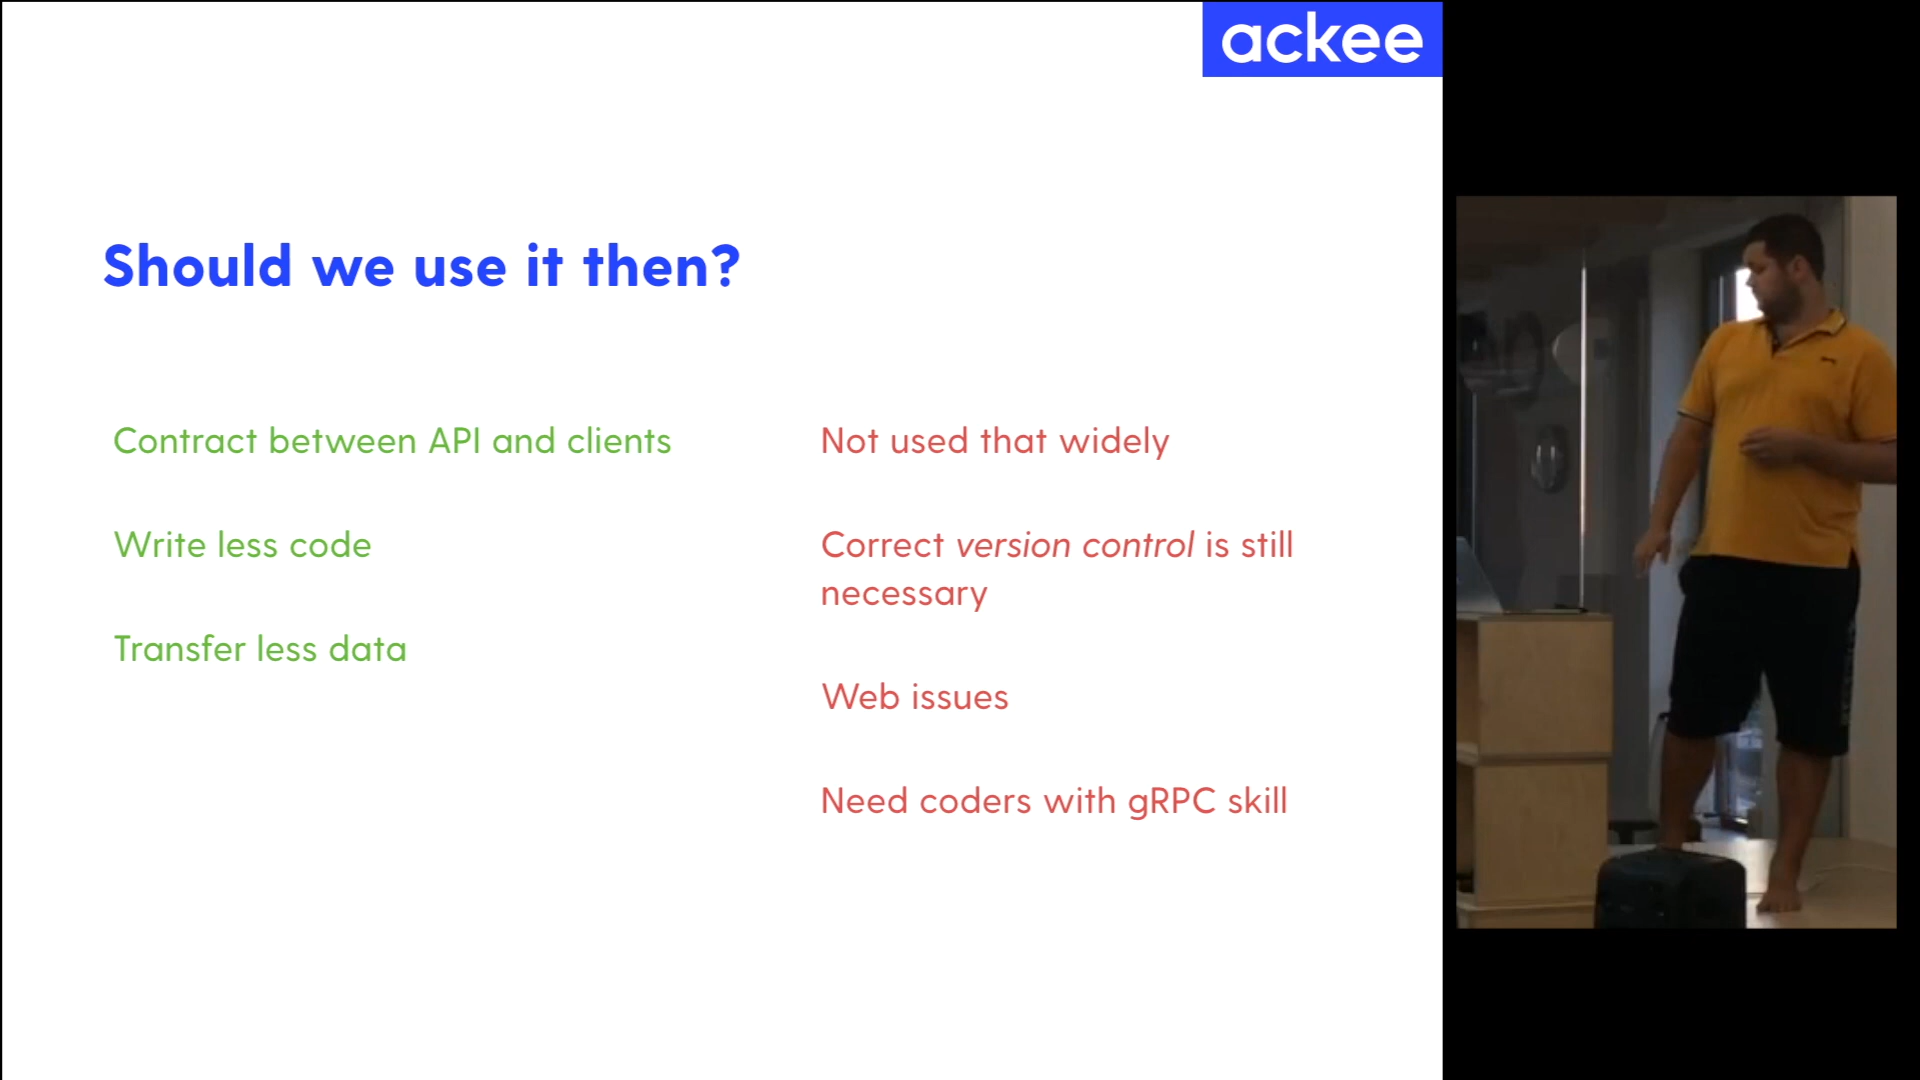 ackee
Should we use it then?
Contract between API and clients
Write less code
Transfer less data
Not used that widely
Correct version control is still
necessary
Web issues
Need coders with gRPC skill